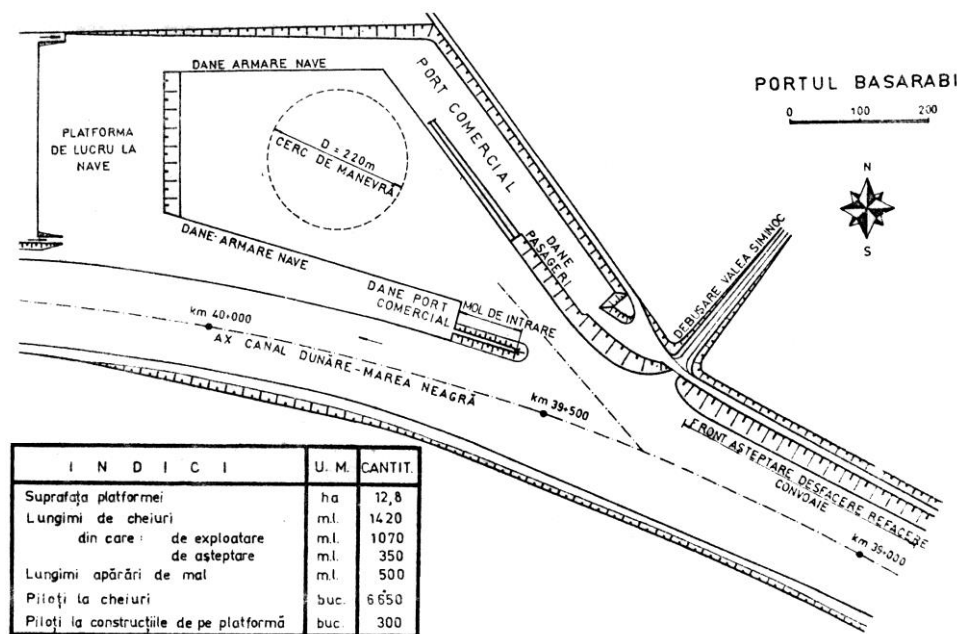 PORTUL BASARABI
0 100 200
N
S
DANE ARMARE NAVE
PORT COMERCIAL
PLATFORMA
DE LUCRU LA
NAVE
D = 220m
CERC DE MANEVRĂ
DANE-ARMARE NAVE
DANE
PASAGERI
DEBUSARE VALEA SIMINOC
DANE PORT
COMERCIAL
MOL DE INTRARE
km 40+000
AX CANAL DUNĂRE-MAREA NEAGRĂ
km 39+500
FRONT AȘTEPTARE DESFACERE REFACERE
CONVOAIE
km 39+000
INDICI U.M. CANTIT.
Suprafața platformei ha 12,8
Lungimi de cheiuri m.l. 1420
din care: de exploatare m.l. 1070
de așteptare m.l. 350
Lungimi apărări de mal m.l. 500
Piloți la cheiuri buc. 6650
Piloți la construcțiile de pe platformă buc. 300